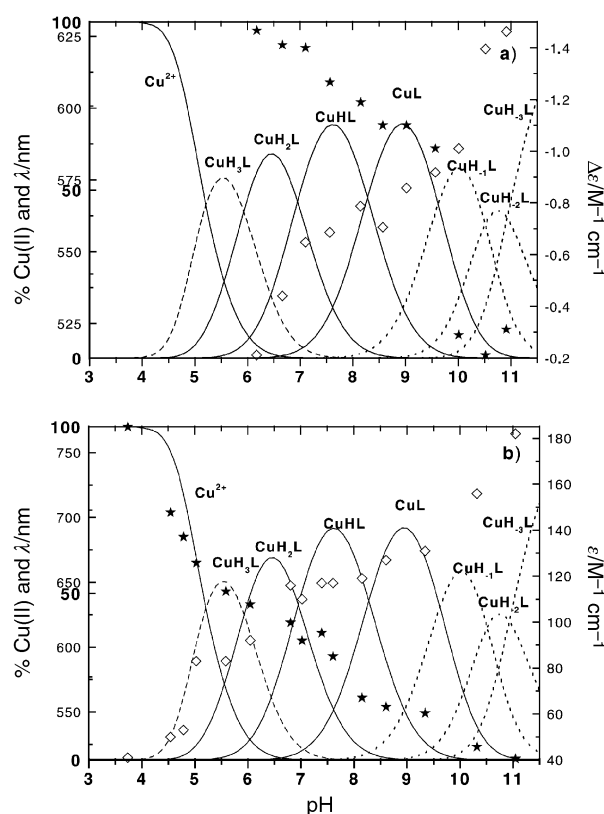 100
625
600
575
50
550
525
0
% Cu(II) and λ/nm
a)
Cu2+
CuH3L
CuH2L
CuHL
CuL
CuH-1L
CuH-2L
CuH-3L
-1.4
-1.2
-1.0
-0.8
-0.6
-0.4
-0.2
Δε/M–1 cm–1
3 4 5 6 7 8 9 10 11
100
750
700
650
50
600
550
0
% Cu(II) and λ/nm
b)
Cu2+
CuH3L
CuH2L
CuHL
CuL
CuH-1L
CuH-2L
CuH-3L
180
160
140
120
100
80
60
40
ε/M–1 cm–1
3 4 5 6 7 8 9 10 11
pH